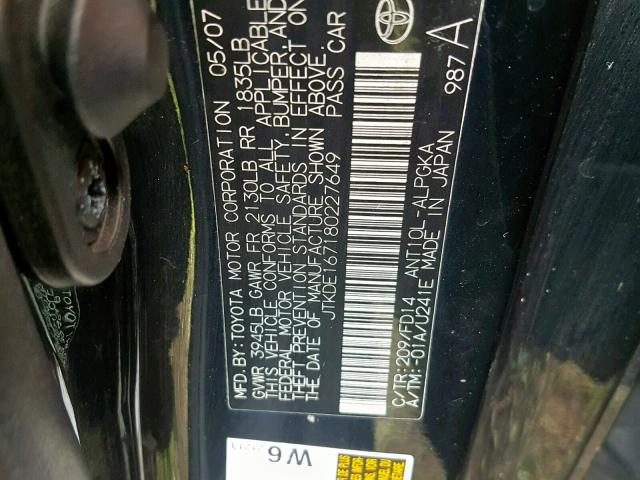 MFD.BY:TOYOTA MOTOR CORPORATION 05/07
GVWR 3945LB GAWR FR 2130LB RR 1835LB
THIS VEHICLE CONFORMS TO ALL APPLICABLE
FEDERAL MOTOR VEHICLE SAFETY, BUMPER, AND
THEFT PREVENTION STANDARDS IN EFFECT ON
THE DATE OF MANUFACTURE SHOWN ABOVE.
JTKDE167180227649 PASS CAR
C/TR:209/FD14 ANT10L-ALPGKA
A/TM:-01A/U241E MADE IN JAPAN 987 A
W6